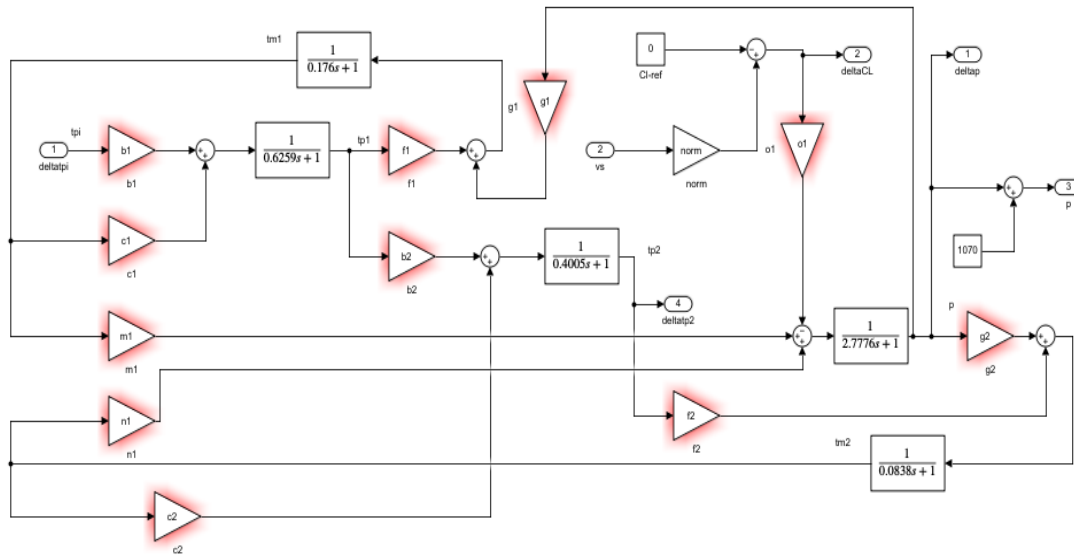 tm1
1
0.176s + 1
0
Cl-ref
−
+
2
deltaCL
1
deltap
g1
g1
tpi
1
deltatpi
b1
b1
+
+
1
0.6259s + 1
tp1
f1
f1
+
+
2
vs
norm
norm
o1
o1
+
+
3
p
1070
c1
c1
b2
b2
+
+
1
0.4005s + 1
tp2
4
deltatp2
m1
m1
−
+
+
1
2.7776s + 1
p
g2
g2
+
+
n1
n1
f2
f2
tm2
1
0.0838s + 1
c2
c2